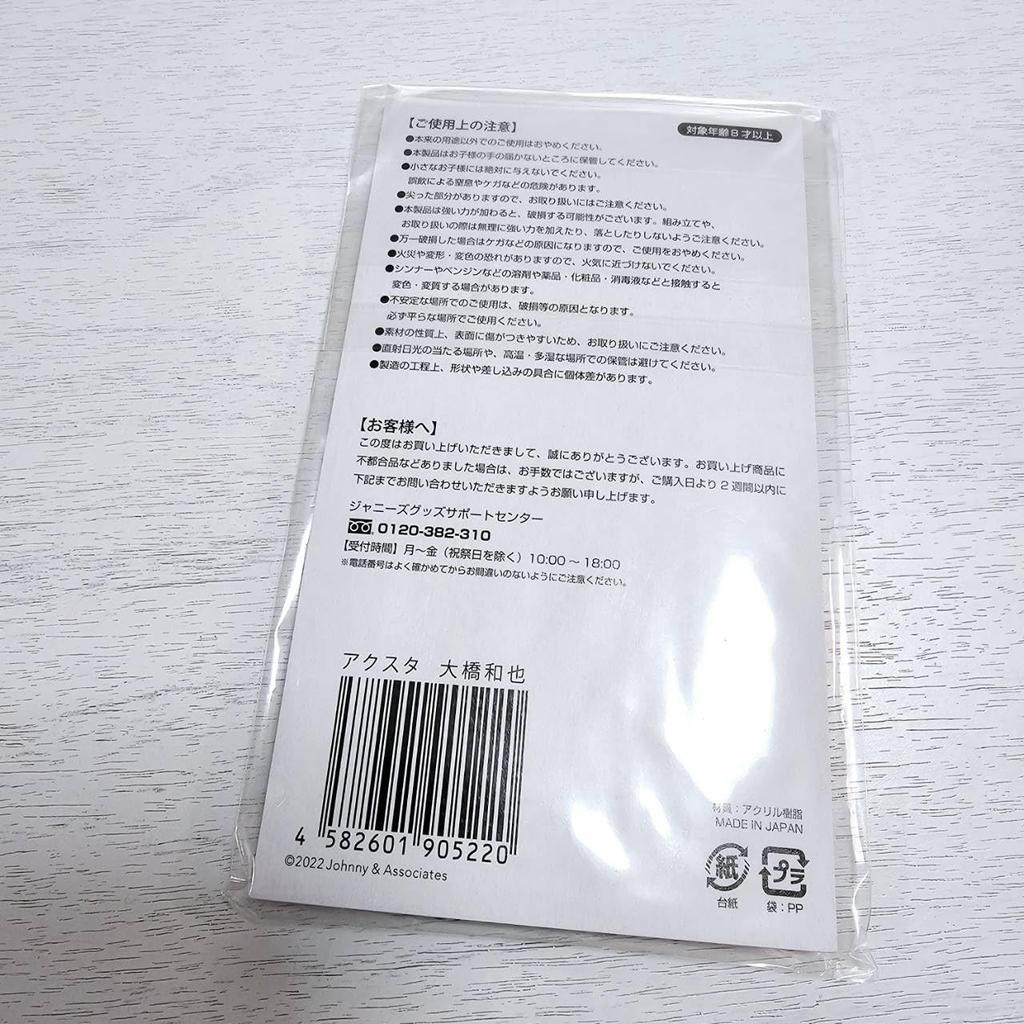 【ご使用上の注意】
対象年齢8才以上
●本来の用途以外でのご使用はおやめください。
●本製品はお子様の手の届かないところに保管してください。
●小さなお子様には絶対に与えないでください。
誤飲による窒息やケガなどの危険があります。
●尖った部分がありますので、お取り扱いにはご注意ください。
●本製品は強い力が加わると、破損する可能性がございます。組み立てや、
お取り扱いの際は無理に強い力を加えたり、落としたりしないようご注意ください。
●万一破損した場合はケガなどの原因になりますので、ご使用をおやめください。
●火災や変形・変色の恐れがありますので、火気に近づけないでください。
●シンナーやベンジンなどの溶剤や薬品・化粧品・消毒液などと接触すると
変色・変質する場合があります。
●不安定な場所でのご使用は、破損等の原因となります。
必ず平らな場所でご使用ください。
●素材の性質上、表面に傷がつきやすいため、お取り扱いにご注意ください。
●直射日光の当たる場所や、高温・多湿な場所での保管は避けてください。
●製造の工程上、形状や差し込みの具合に個体差があります。
【お客様へ】
この度はお買い上げいただきまして、誠にありがとうございます。お買い上げ商品に
不都合品などありました場合は、お手数ではございますが、ご購入日より2週間以内に
下記までお問い合わせいただきますようお願い申し上げます。
ジャニーズグッズサポートセンター
0120-382-310
【受付時間】月〜金（祝祭日を除く）10:00〜18:00
※電話番号はよく確かめてからお間違いのないようにご注意ください。
アクスタ 大橋和也
4 582601 905220
©2022 Johnny & Associates
材質：アクリル樹脂
MADE IN JAPAN
紙 プラ
台紙 袋：PP